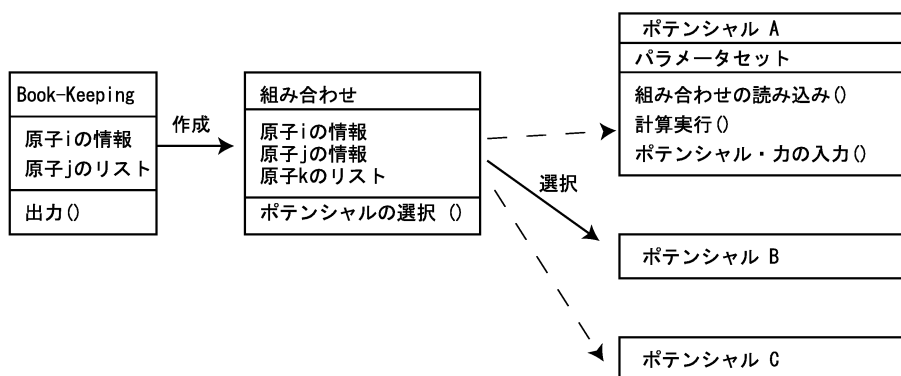 Book-Keeping
原子iの情報
原子jのリスト
出力()
作成
組み合わせ
原子iの情報
原子jの情報
原子kのリスト
ポテンシャルの選択 ()
選択
ポテンシャル A
パラメータセット
組み合わせの読み込み()
計算実行()
ポテンシャル・力の入力()
ポテンシャル B
ポテンシャル C